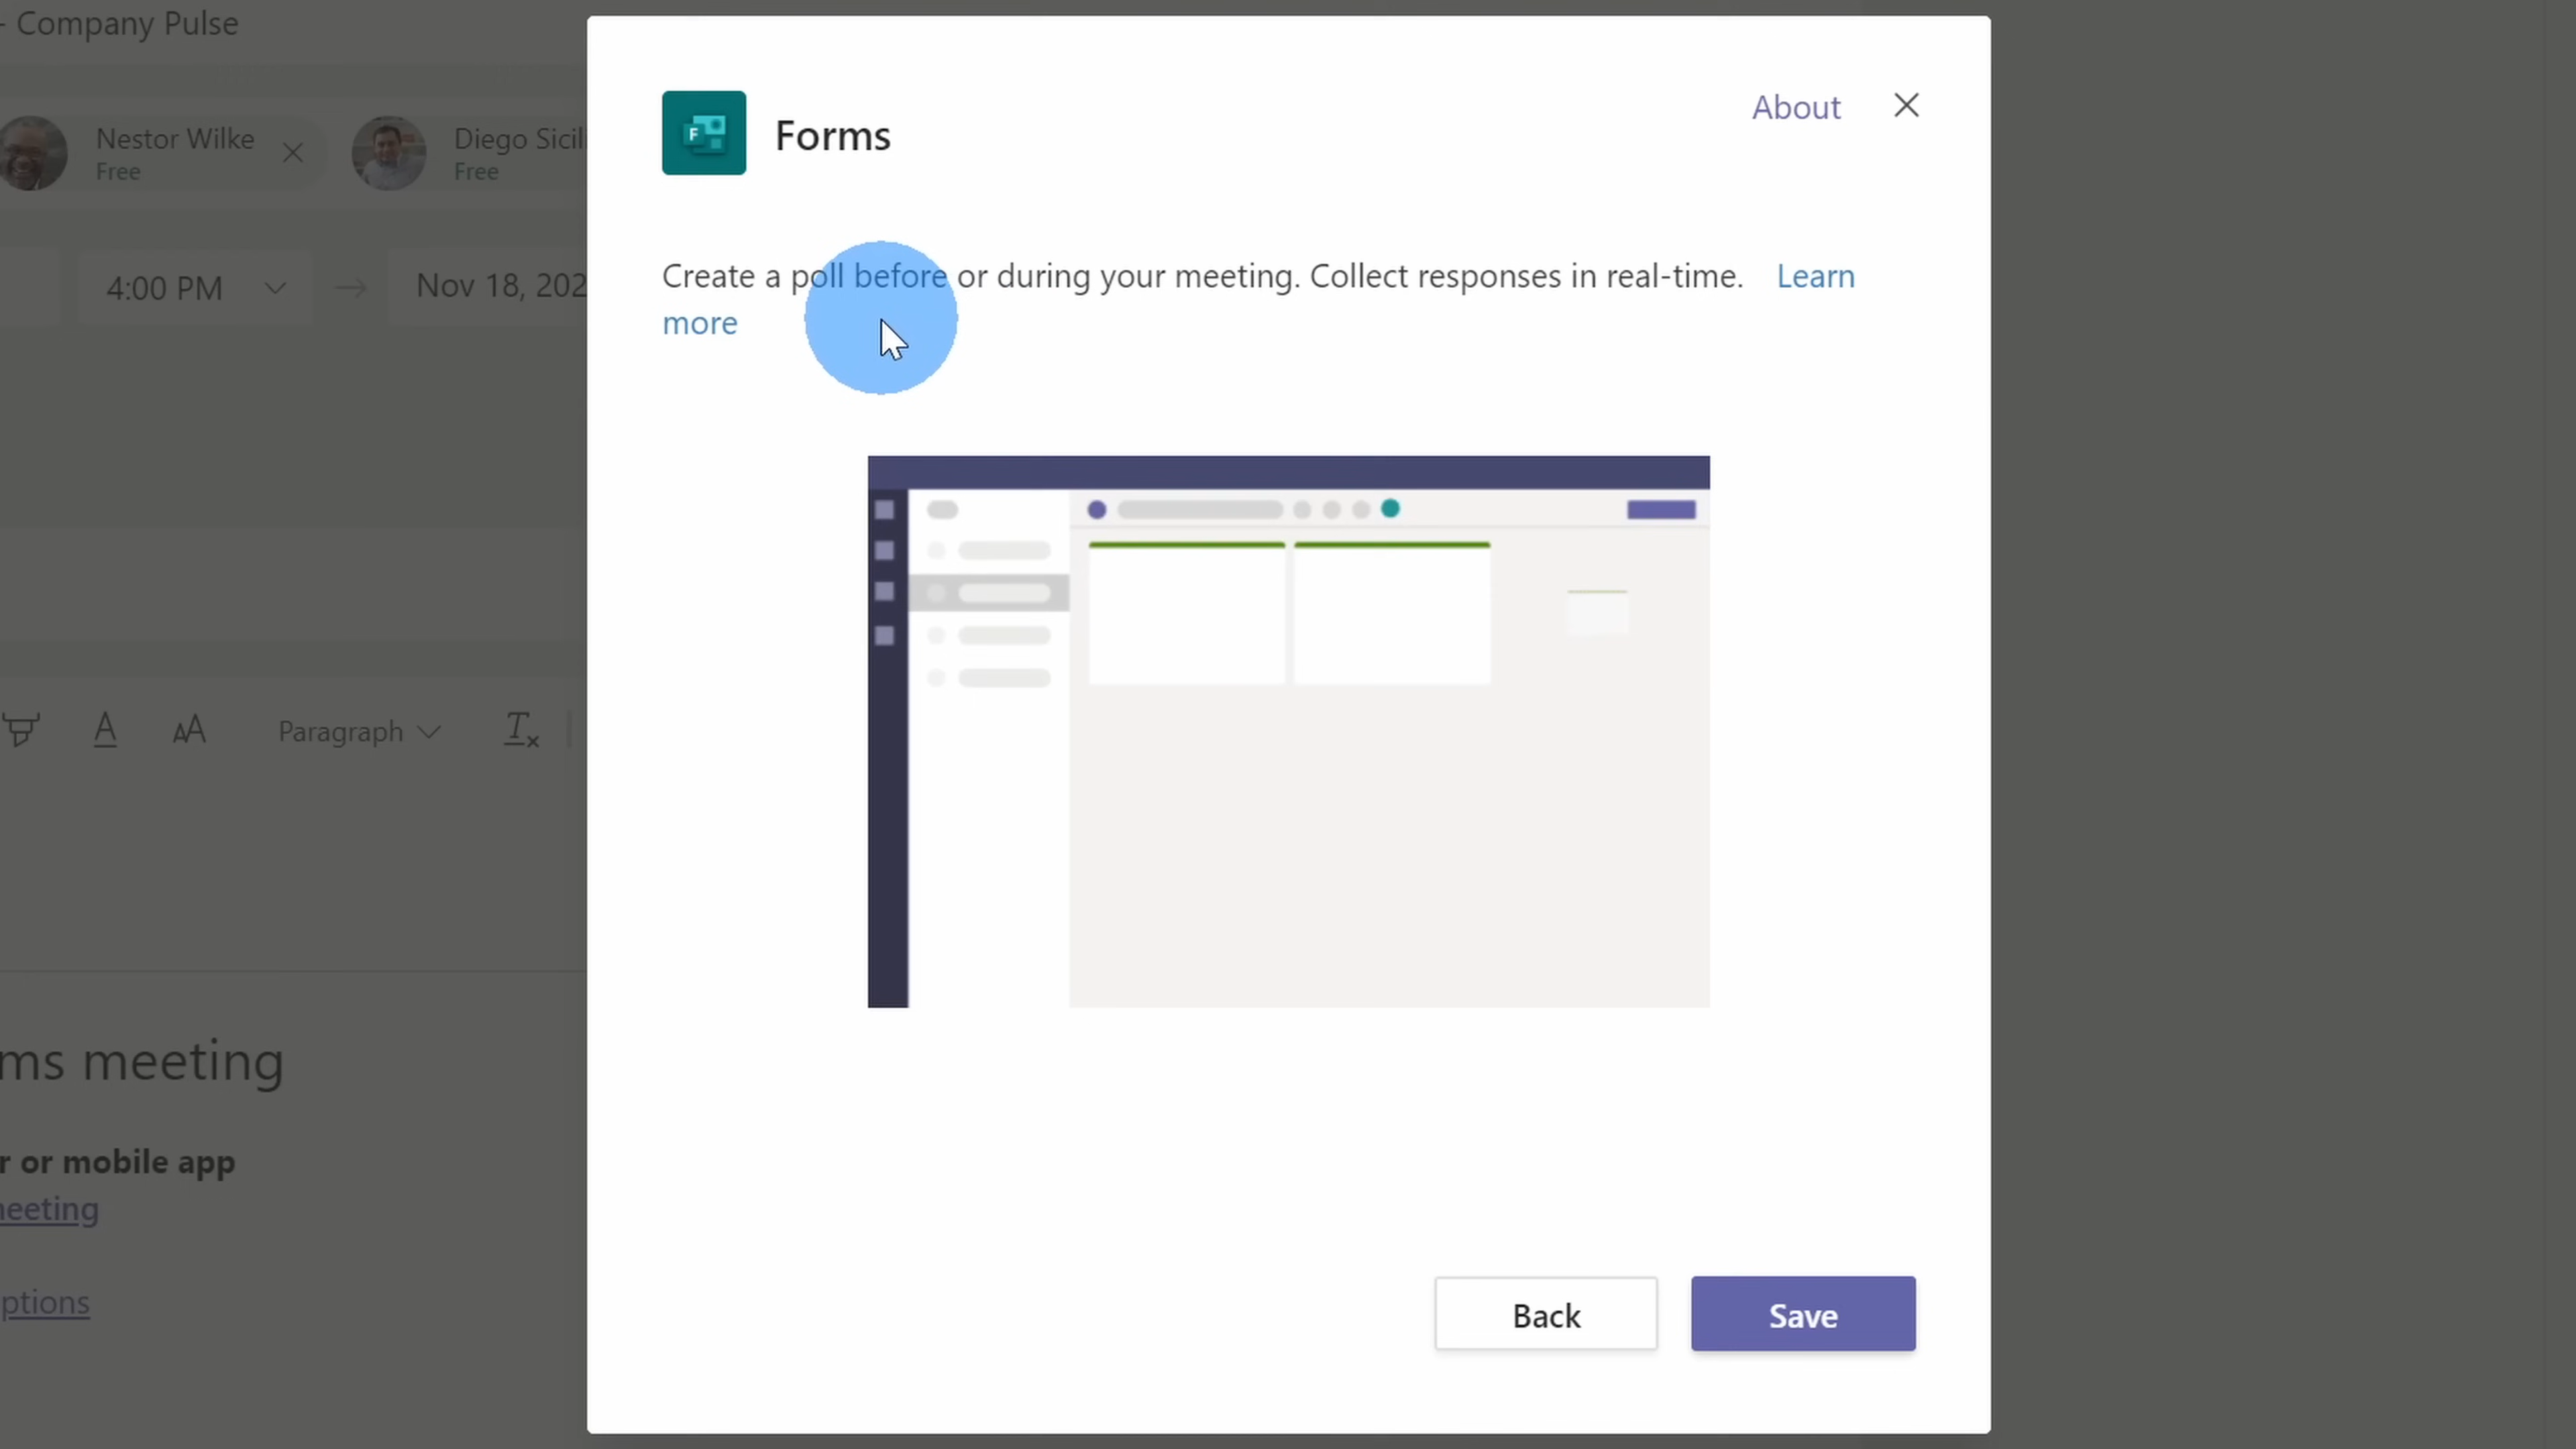 - Company Pulse
Nestor Wilke
Free
Diego Sicili
Free
4:00 PM
Nov 18, 202
Paragraph
ms meeting
r or mobile app
neeting
ptions
F
Forms
About
Create a poll before or during your meeting. Collect responses in real-time. Learn
more
Back
Save